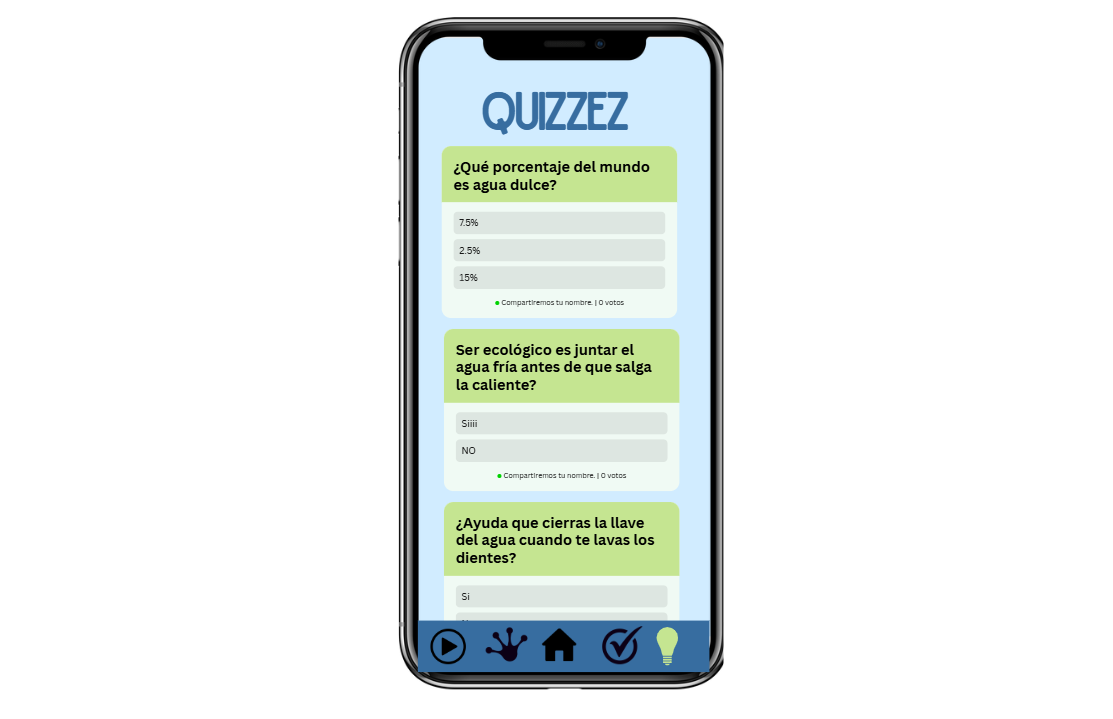 QUIZZEZ
¿Qué porcentaje del mundo
es agua dulce?
7.5%
2.5%
15%
Compartiremos tu nombre. | 0 votos
Ser ecológico es juntar el
agua fría antes de que salga
la caliente?
Siiii
NO
Compartiremos tu nombre. | 0 votos
¿Ayuda que cierras la llave
del agua cuando te lavas los
dientes?
Si